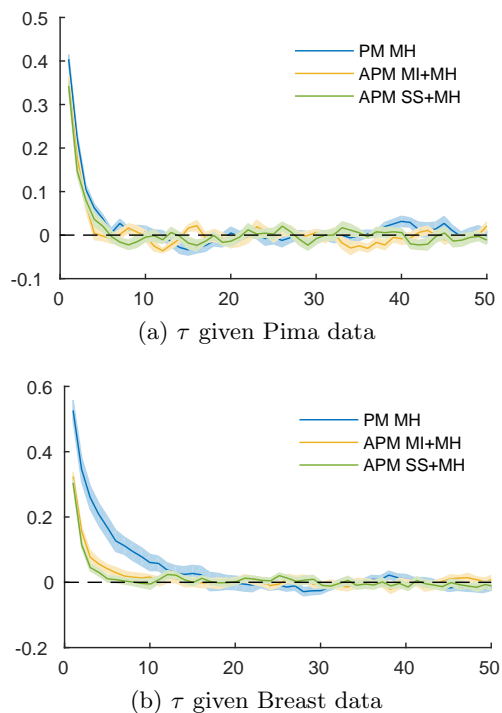 0.5
0.4
0.3
0.2
0.1
0
-0.1
PM MH
APM MI+MH
APM SS+MH
0 10 20 30 40 50
(a) τ given Pima data
0.6
0.4
0.2
0
-0.2
PM MH
APM MI+MH
APM SS+MH
0 10 20 30 40 50
(b) τ given Breast data